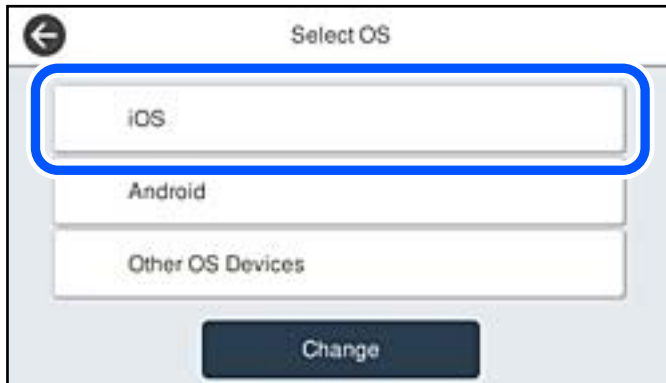 Select OS
iOS
Android
Other OS Devices
Change